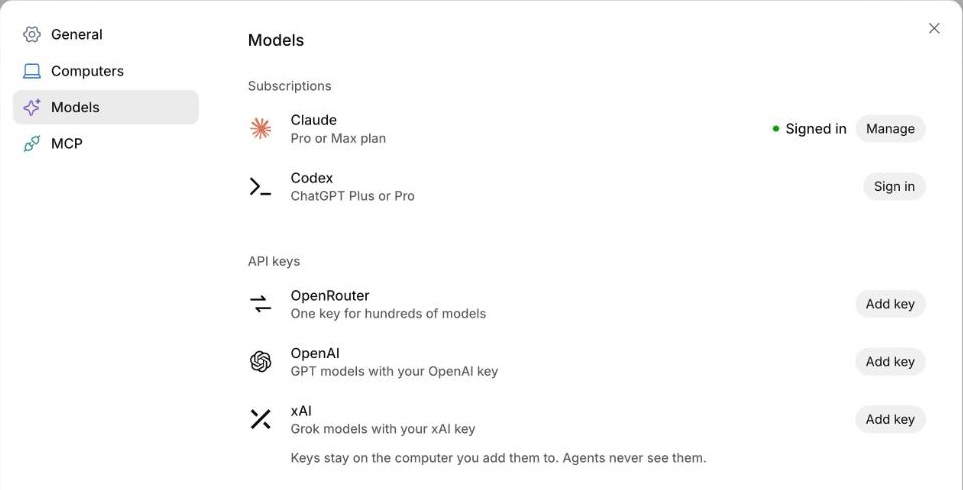 General
Computers
Models
MCP
Models
Subscriptions
Claude
Pro or Max plan
Signed in
Manage
Codex
ChatGPT Plus or Pro
Sign in
API keys
OpenRouter
One key for hundreds of models
Add key
OpenAI
GPT models with your OpenAI key
Add key
xAI
Grok models with your xAI key
Add key
Keys stay on the computer you add them to. Agents never see them.